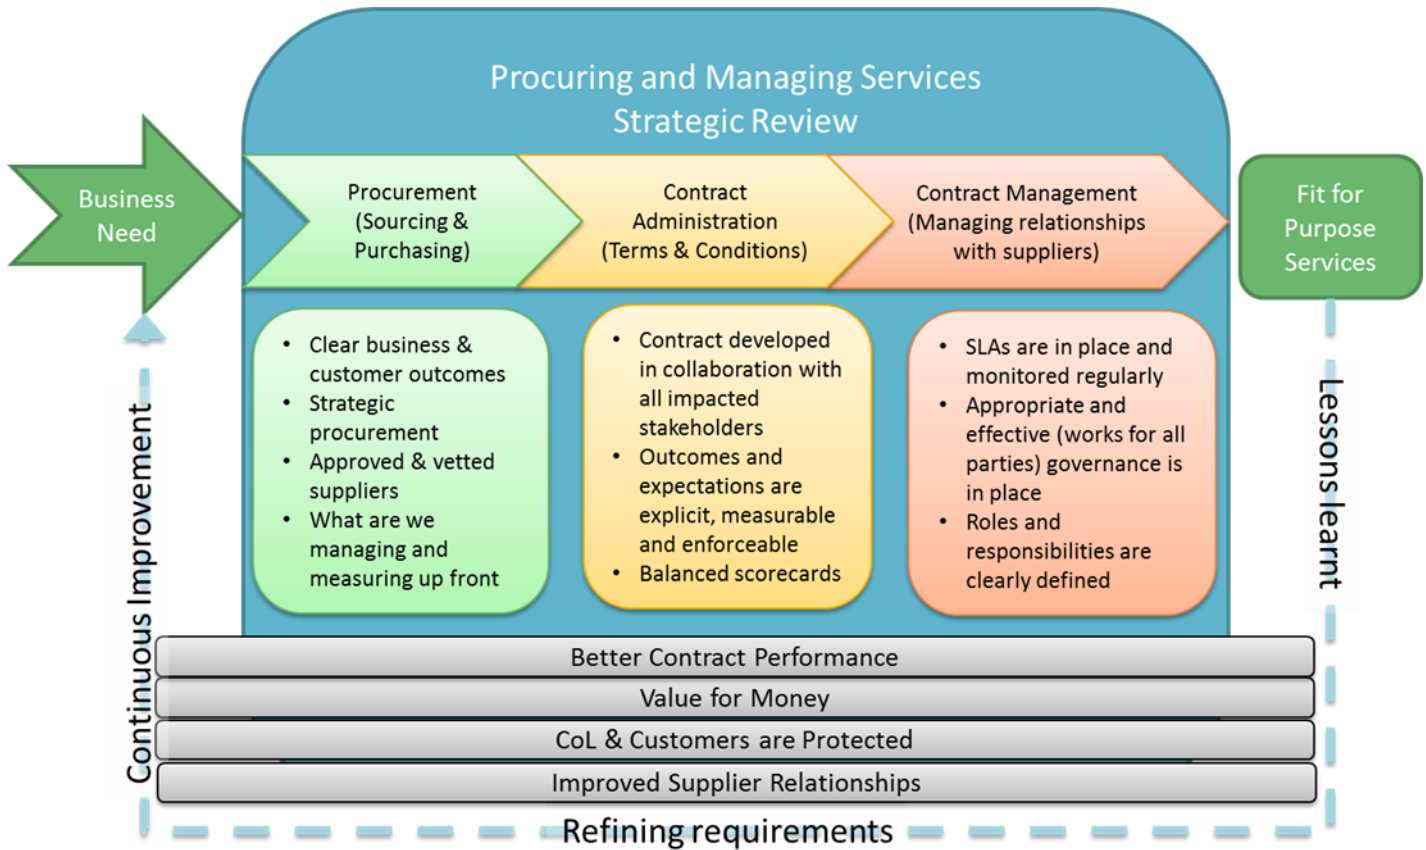 Procuring and Managing Services
Strategic Review
Business
Need
Procurement
(Sourcing &
Purchasing)
Contract
Administration
(Terms & Conditions)
Contract Management
(Managing relationships
with suppliers)
Fit for
Purpose
Services
• Clear business &
customer outcomes
• Strategic
procurement
• Approved & vetted
suppliers
• What are we
managing and
measuring up front
• Contract developed
in collaboration with
all impacted
stakeholders
• Outcomes and
expectations are
explicit, measurable
and enforceable
• Balanced scorecards
• SLAs are in place and
monitored regularly
• Appropriate and
effective (works for all
parties) governance is
in place
• Roles and
responsibilities are
clearly defined
Continuous Improvement
Lessons learnt
Better Contract Performance
Value for Money
CoL & Customers are Protected
Improved Supplier Relationships
Refining requirements